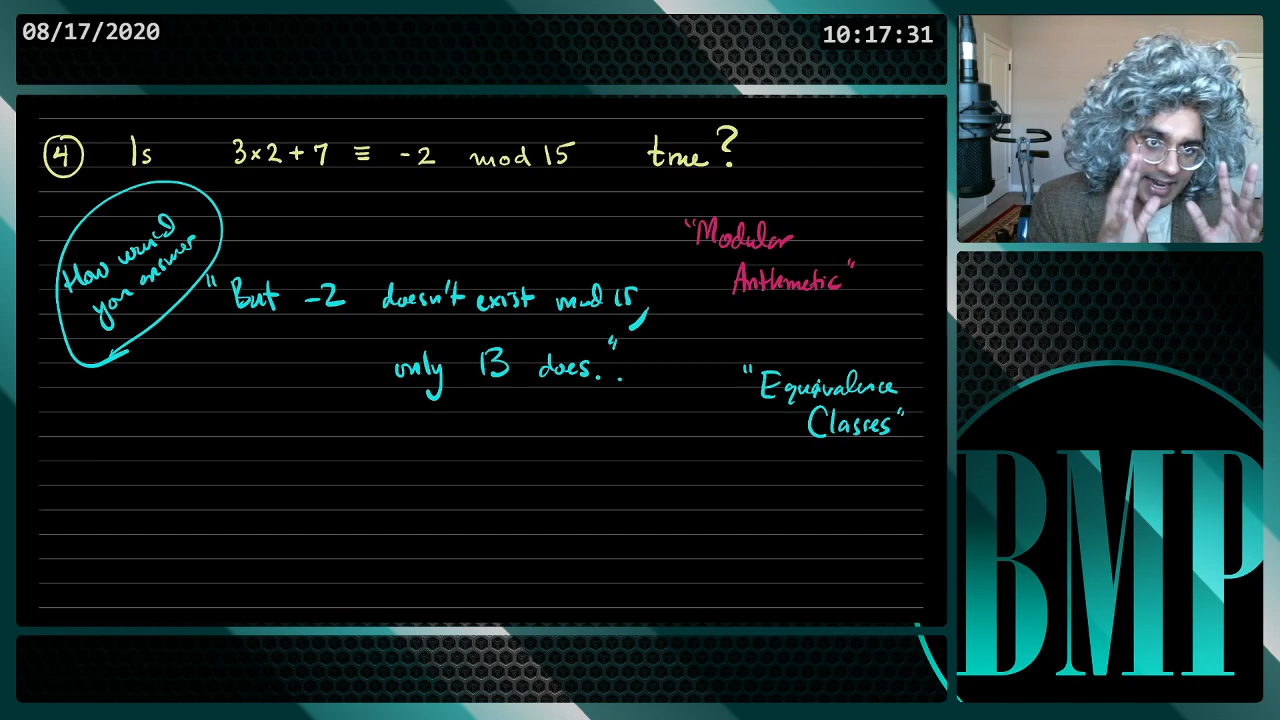 08/17/2020
10:17:31
④ Is 3×2+7 ≡ -2 mod 15 true?
How would
you answer
"But -2 doesn't exist mod 15,
only 13 does."
"Modular
Arithmetic"
"Equivalence
Classes"
BMP